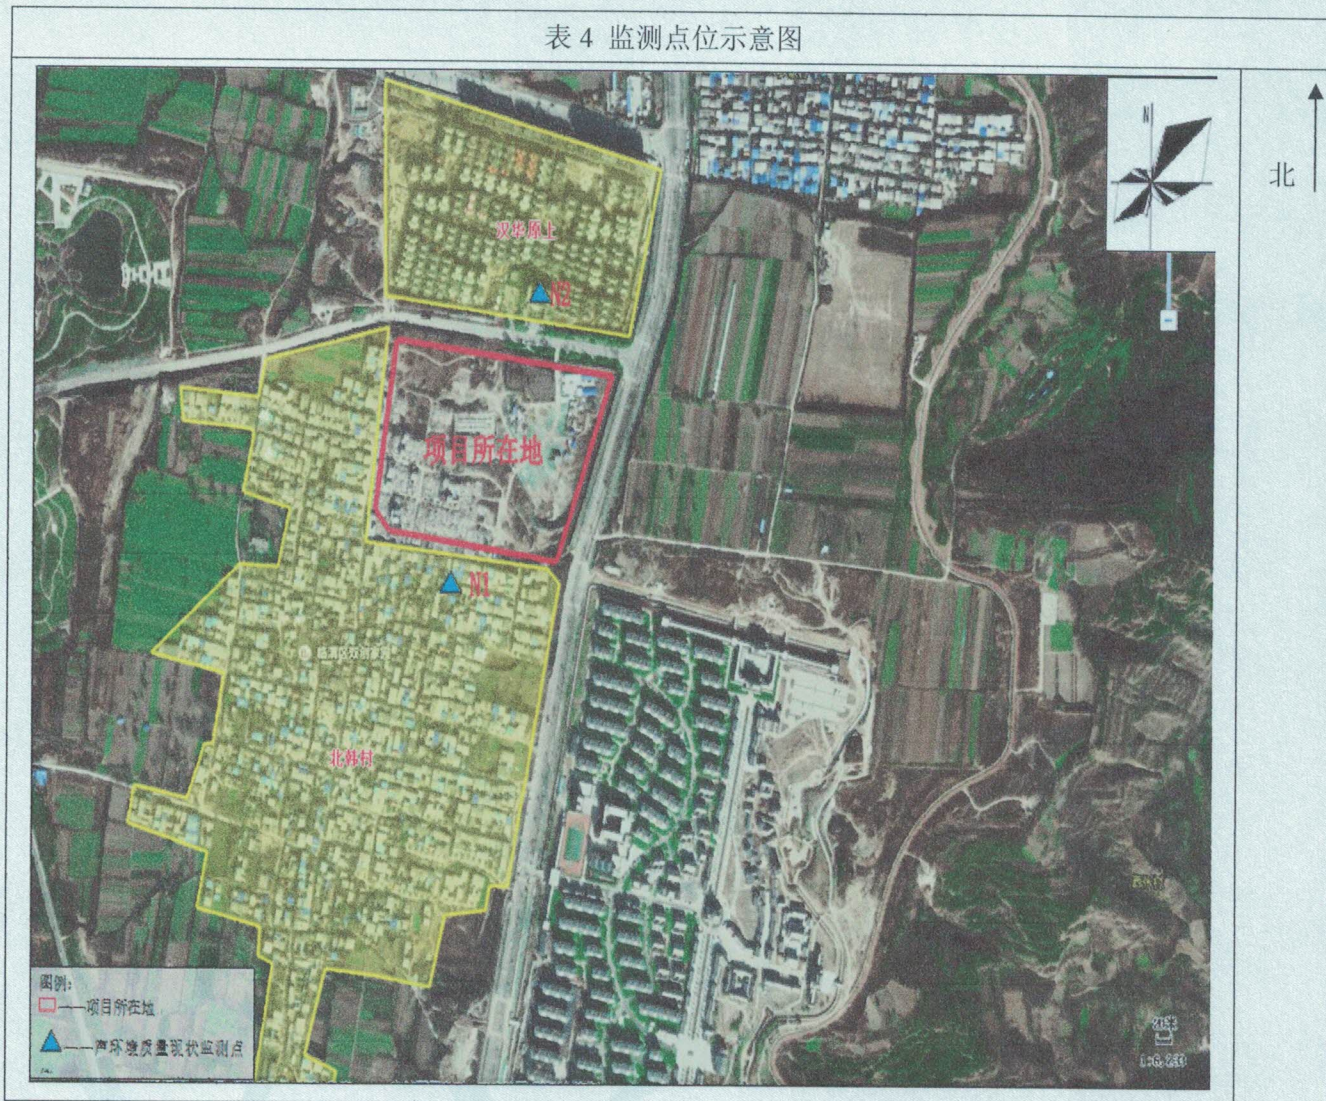 表 4 监测点位示意图
北
N
汉华原上
N2
项目所在地
N1
北韩村
图例：
——项目所在地
——声环境质量现状监测点